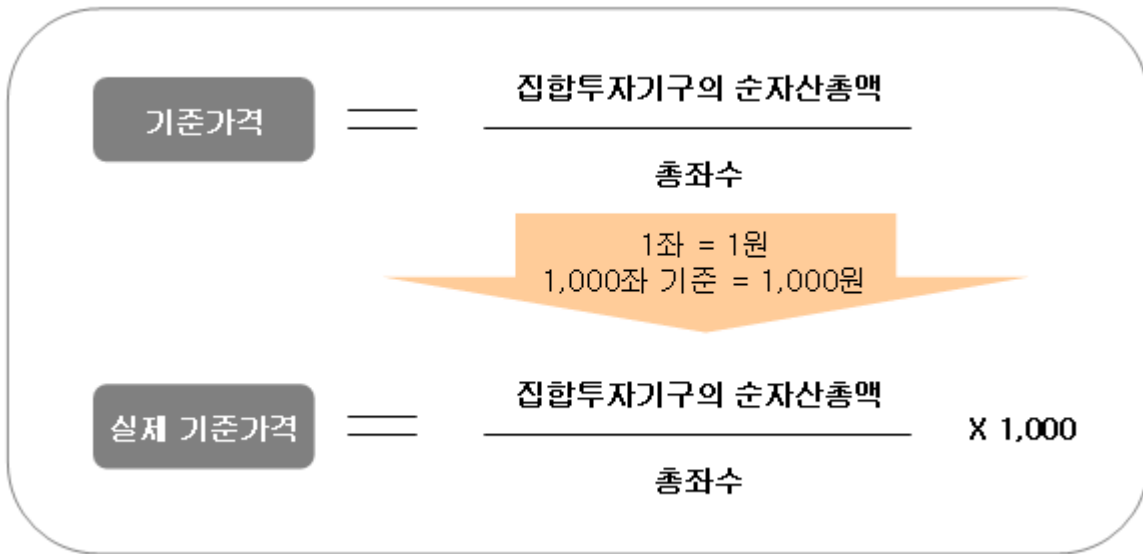 집합투자기구의 순자산총액
기준가격
총좌수
1좌 = 1원
1,000좌 기준 = 1,000원
집합투자기구의 순자산총액
실제 기준가격
X 1,000
총좌수